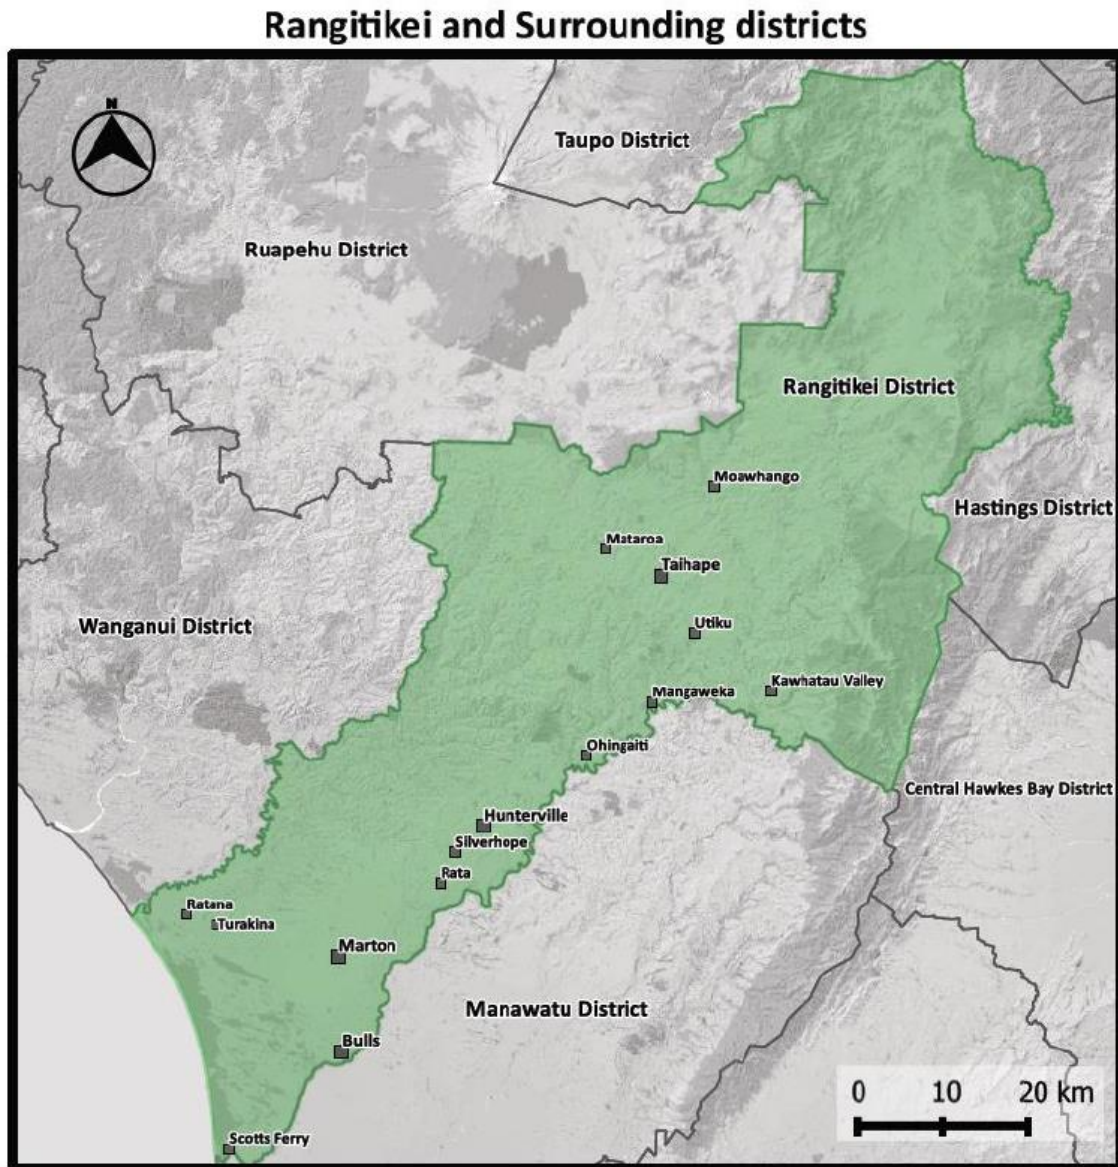 Rangitikei and Surrounding districts
N
Taupo District
Ruapehu District
Rangitikei District
Moawhango
Hastings District
Mataroa
Taihape
Wanganui District
Utiku
Kawhatau Valley
Mangaweka
Ohingaiti
Central Hawkes Bay District
Hunterville
Silverhope
Rata
Ratana
Turakina
Marton
Manawatu District
Bulls
0 10 20 km
Scotts Ferry